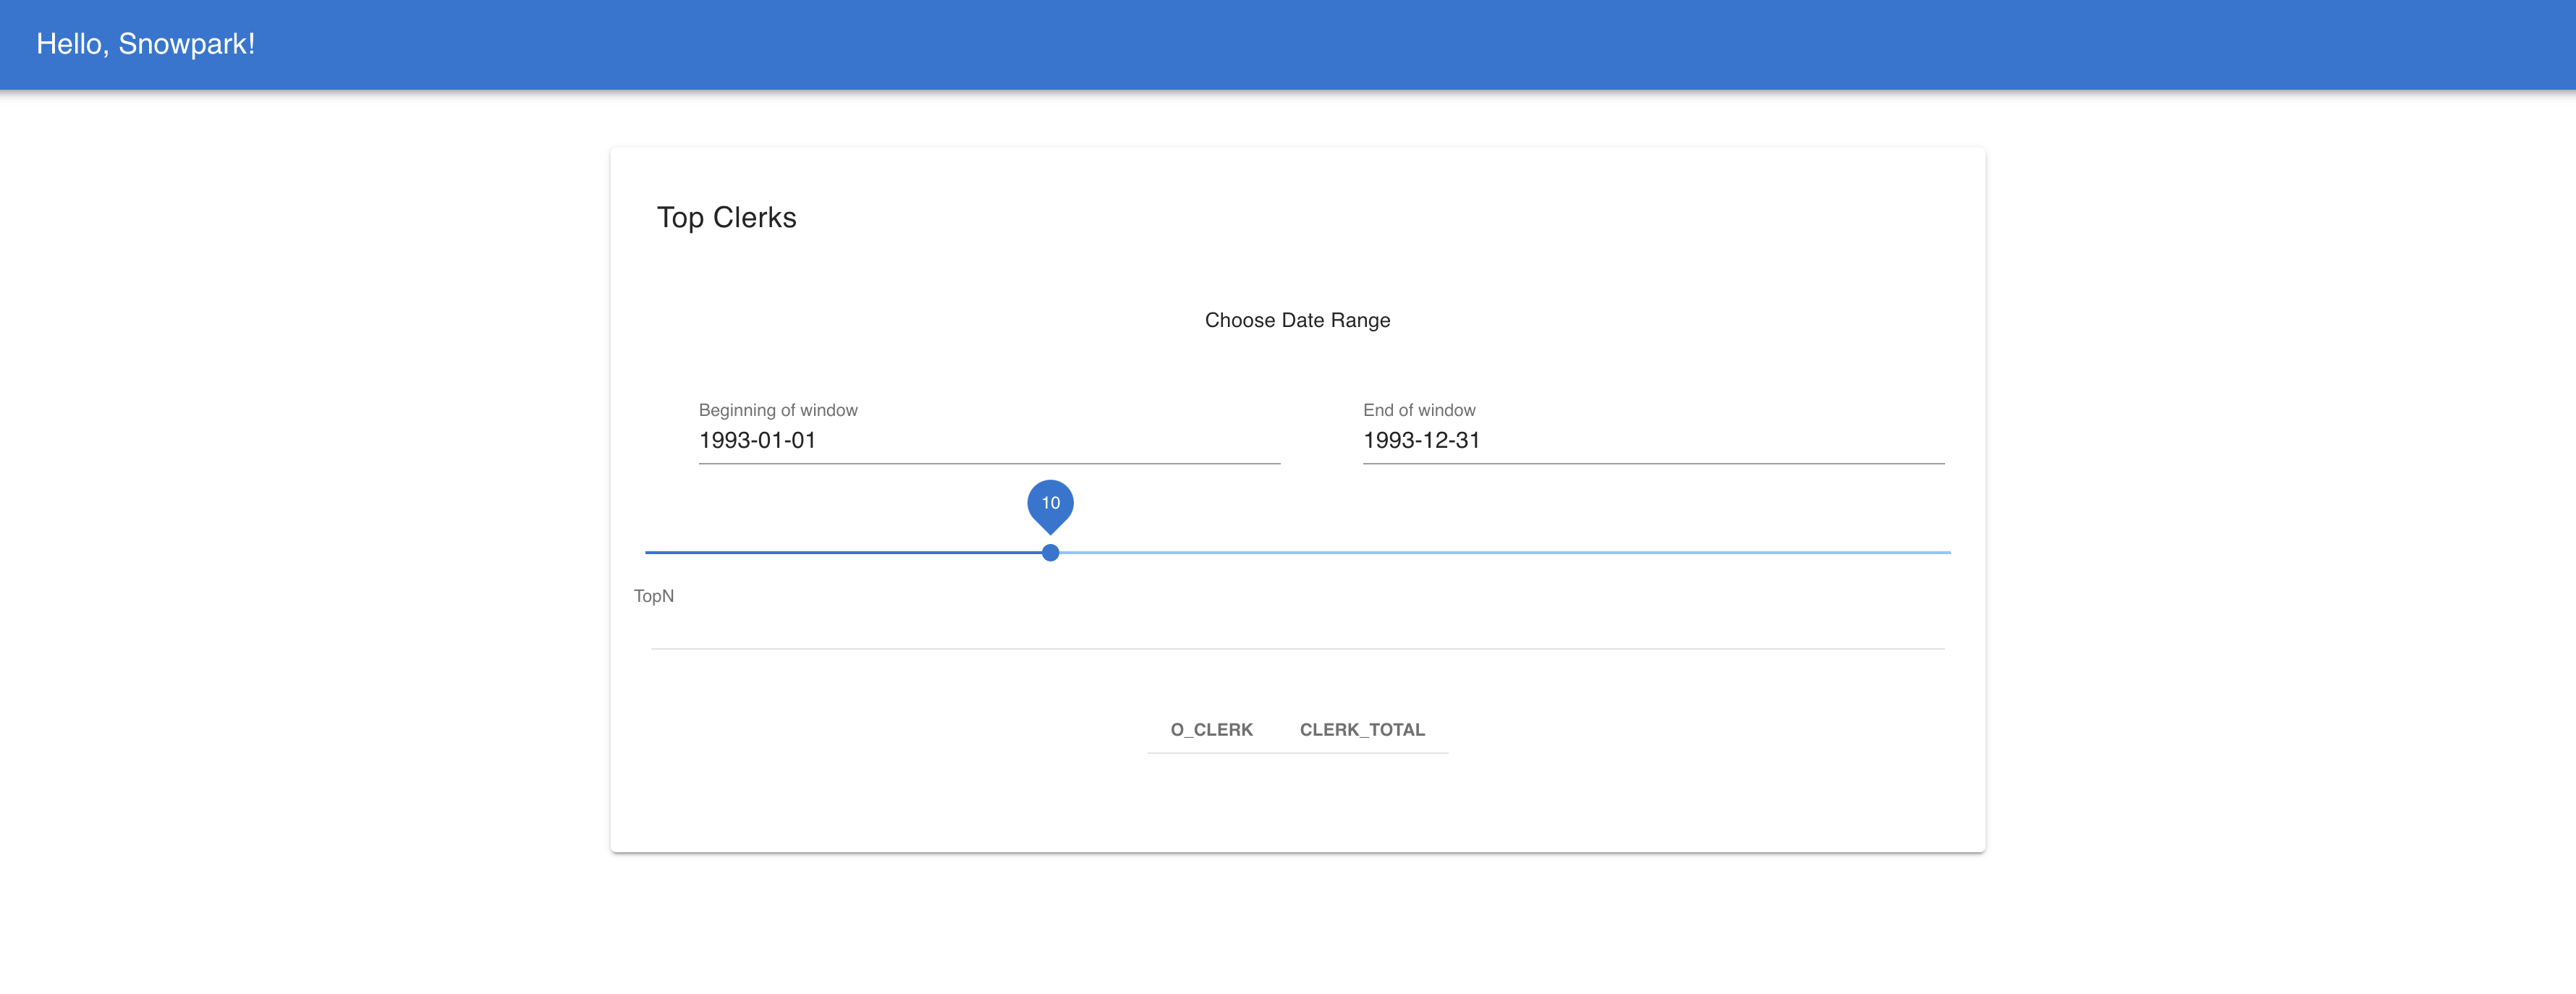 Hello, Snowpark!
Top Clerks
Choose Date Range
Beginning of window
End of window
1993-01-01
1993-12-31
10
TopN
O_CLERK CLERK_TOTAL